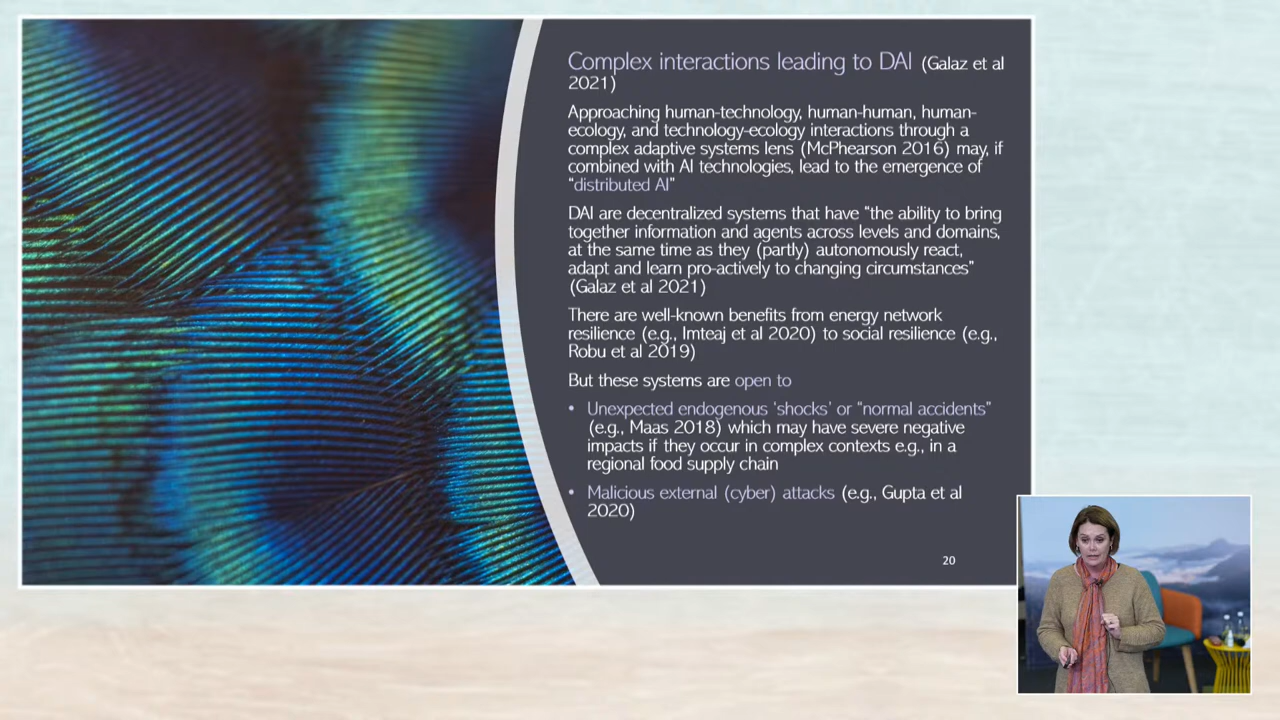 Complex interactions leading to DAI (Galaz et al
2021)
Approaching human-technology, human-human, human-
ecology, and technology-ecology interactions through a
complex adaptive systems lens (McPhearson 2016) may, if
combined with AI technologies, lead to the emergence of
“distributed AI”
DAI are decentralized systems that have “the ability to bring
together information and agents across levels and domains,
at the same time as they (partly) autonomously react,
adapt and learn pro-actively to changing circumstances”
(Galaz et al 2021)
There are well-known benefits from energy network
resilience (e.g., Imteaj et al 2020) to social resilience (e.g.,
Robu et al 2019)
But these systems are open to
• Unexpected endogenous ‘shocks’ or “normal accidents”
(e.g., Maas 2018) which may have severe negative
impacts if they occur in complex contexts e.g., in a
regional food supply chain
• Malicious external (cyber) attacks (e.g., Gupta et al
2020)
20